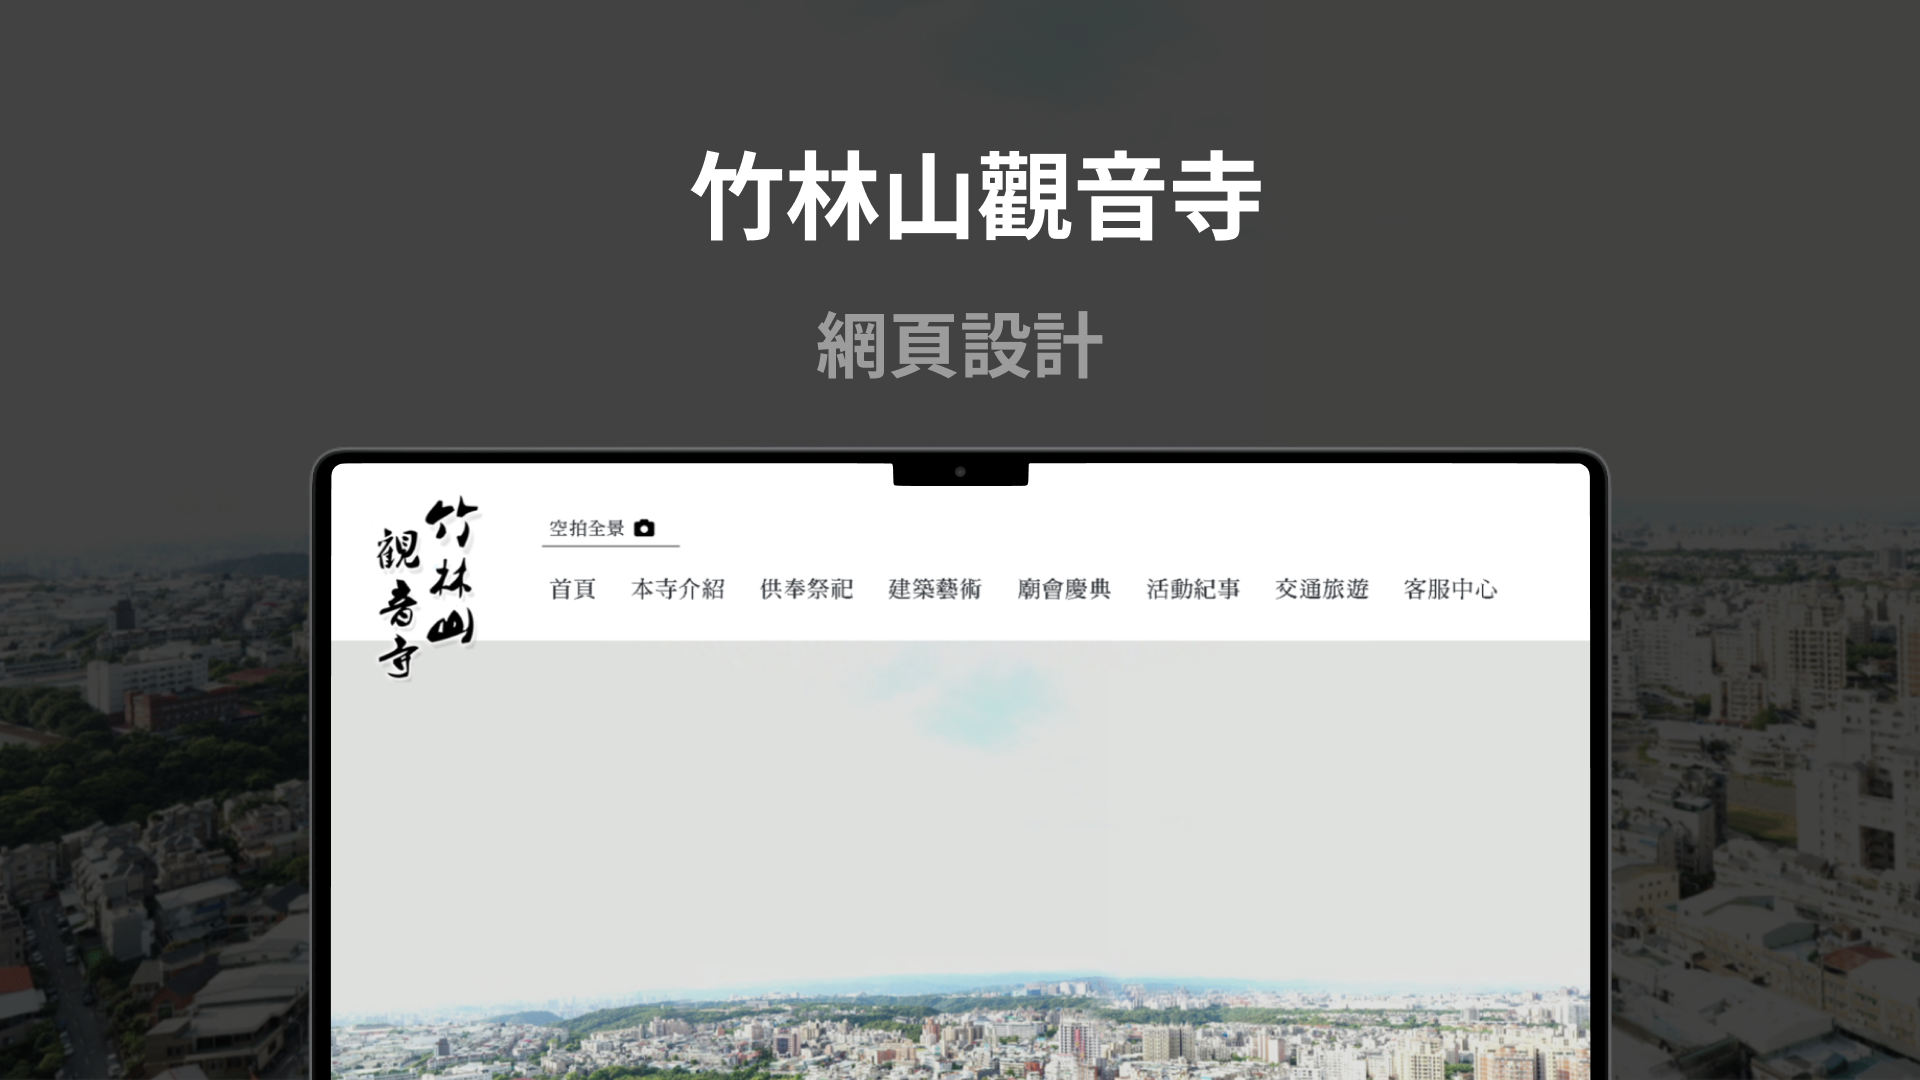 竹林山觀音寺
網頁設計
竹林山
觀音寺
空拍全景
首頁 本寺介紹 供奉祭祀 建築藝術 廟會慶典 活動紀事 交通旅遊 客服中心